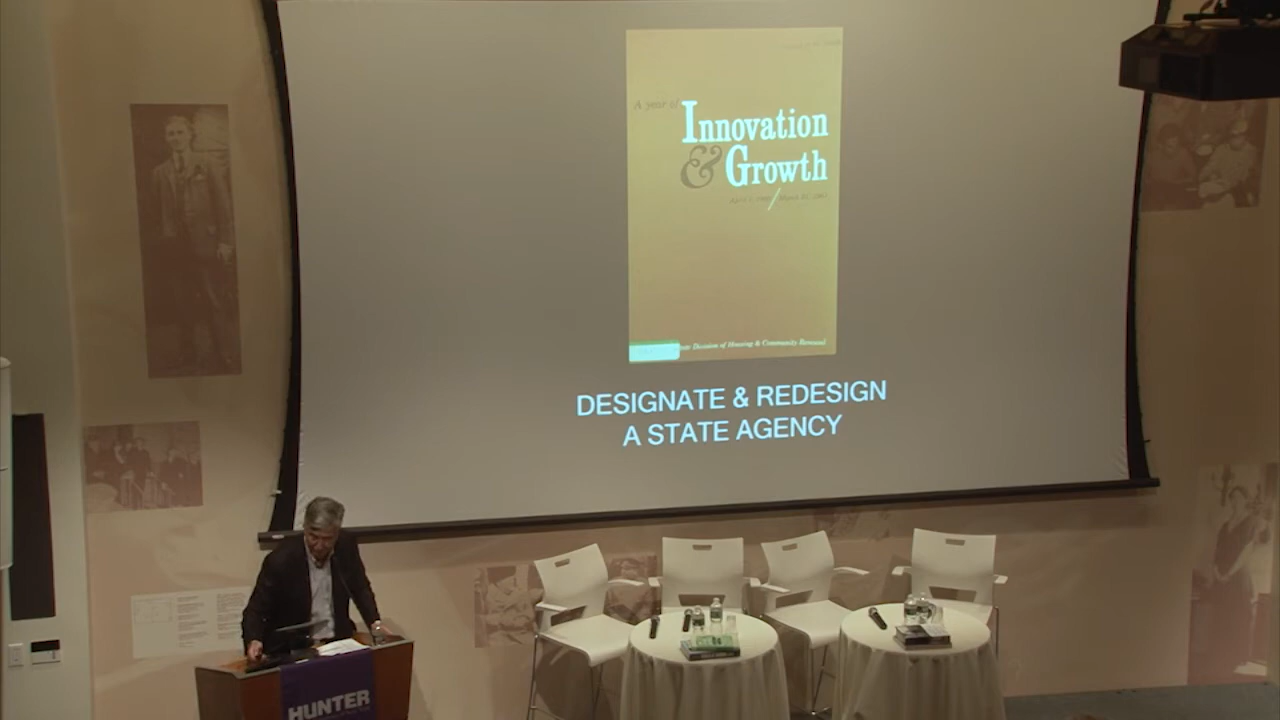 A year of
Innovation
& Growth
Division of Housing & Community Renewal
DESIGNATE & REDESIGN
A STATE AGENCY
HUNTER